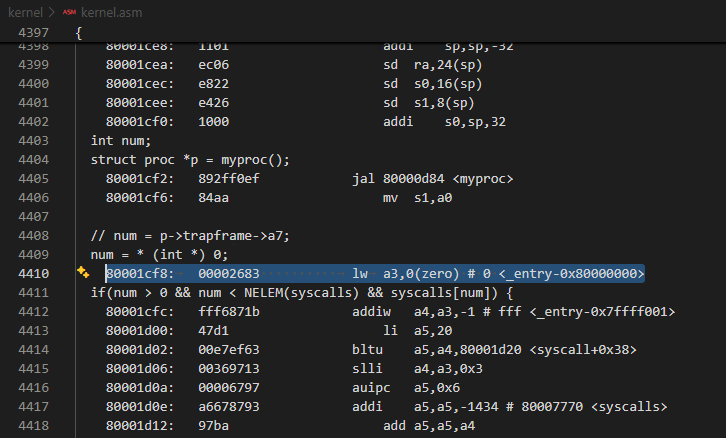 kernel > ASM kernel.asm
4397 {
4398 80001ce8: 1101 addi sp,sp,-32
4399 80001cea: ec06 sd ra,24(sp)
4400 80001cec: e822 sd s0,16(sp)
4401 80001cee: e426 sd s1,8(sp)
4402 80001cf0: 1000 addi s0,sp,32
4403 int num;
4404 struct proc *p = myproc();
4405 80001cf2: 892ff0ef jal 80000d84 <myproc>
4406 80001cf6: 84aa mv s1,a0
4407
4408 // num = p->trapframe->a7;
4409 num = * (int *) 0;
4410 80001cf8: 00002683 lw a3,0(zero) # 0 <_entry-0x80000000>
4411 if(num > 0 && num < NELEM(syscalls) && syscalls[num]) {
4412 80001cfc: fff6871b addiw a4,a3,-1 # fff <_entry-0x7ffff001>
4413 80001d00: 47d1 li a5,20
4414 80001d02: 00e7ef63 bltu a5,a4,80001d20 <syscall+0x38>
4415 80001d06: 00369713 slli a4,a3,0x3
4416 80001d0a: 00006797 auipc a5,0x6
4417 80001d0e: a6678793 addi a5,a5,-1434 # 80007770 <syscalls>
4418 80001d12: 97ba add a5,a5,a4